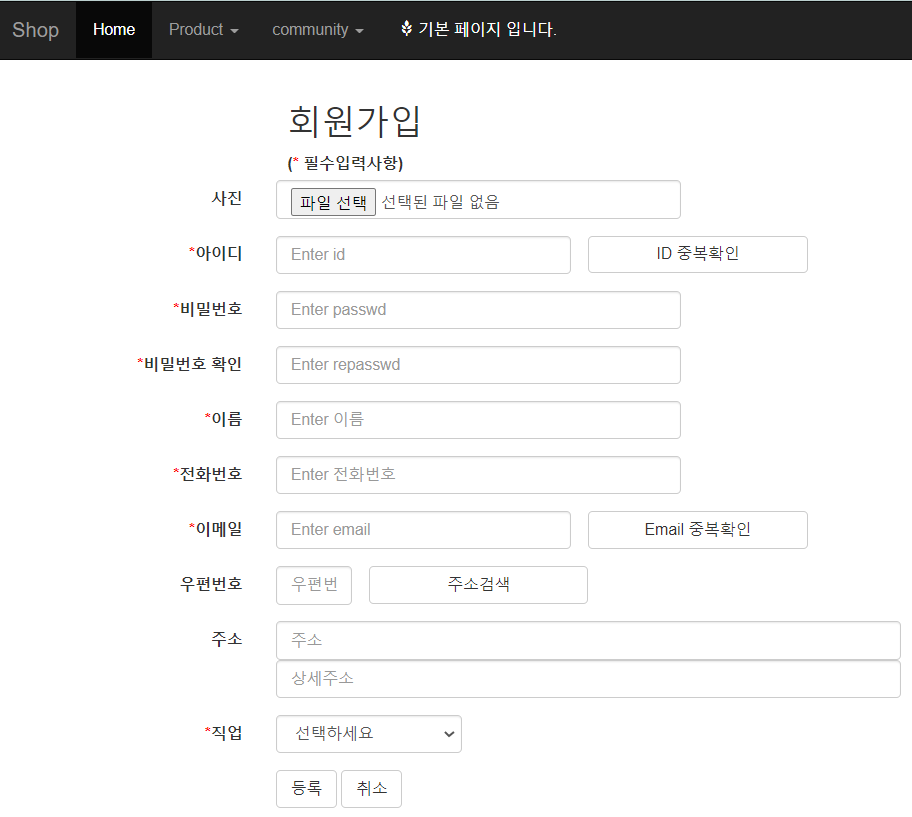 Shop Home Product community 기본 페이지 입니다.
회원가입
(* 필수입력사항)
사진 파일 선택 선택된 파일 없음
*아이디 Enter id ID 중복확인
*비밀번호 Enter passwd
*비밀번호 확인 Enter repasswd
*이름 Enter 이름
*전화번호 Enter 전화번호
*이메일 Enter email Email 중복확인
우편번호 우편번 주소검색
주소 주소
상세주소
*직업 선택하세요
등록 취소